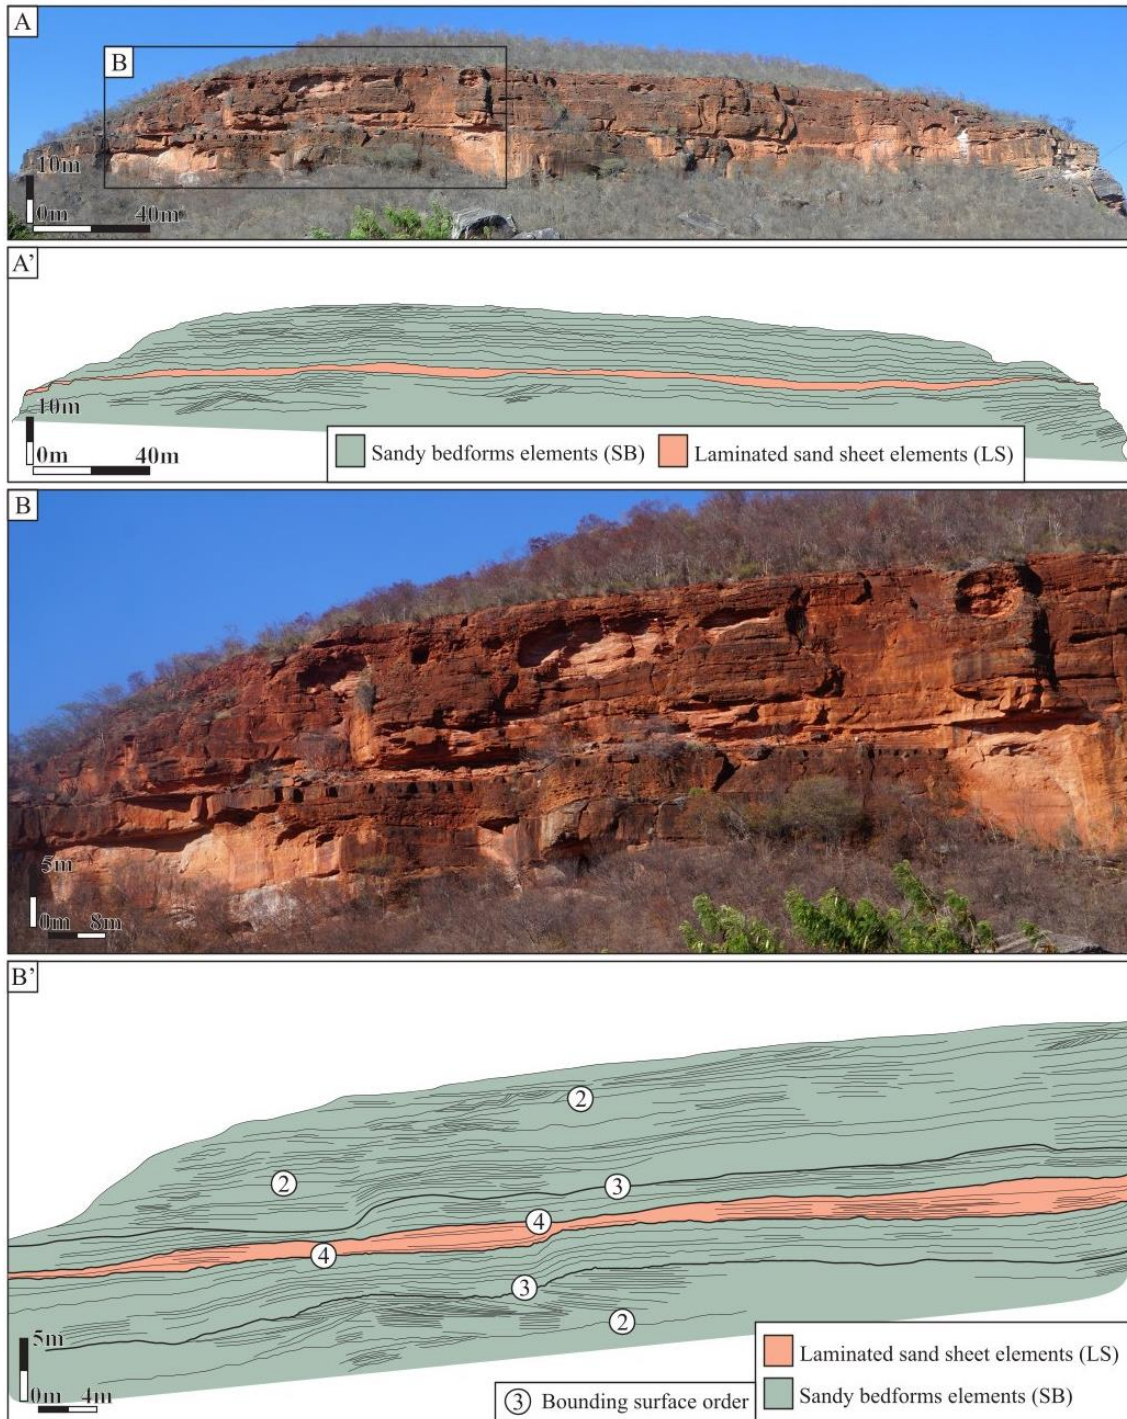 A
B
10m
0m 40m
A'
10m
0m 40m
Sandy bedforms elements (SB) Laminated sand sheet elements (LS)
B
5m
0m 8m
B'
2
2
3
4
4
3
2
5m
0m 4m
3 Bounding surface order
Laminated sand sheet elements (LS)
Sandy bedforms elements (SB)